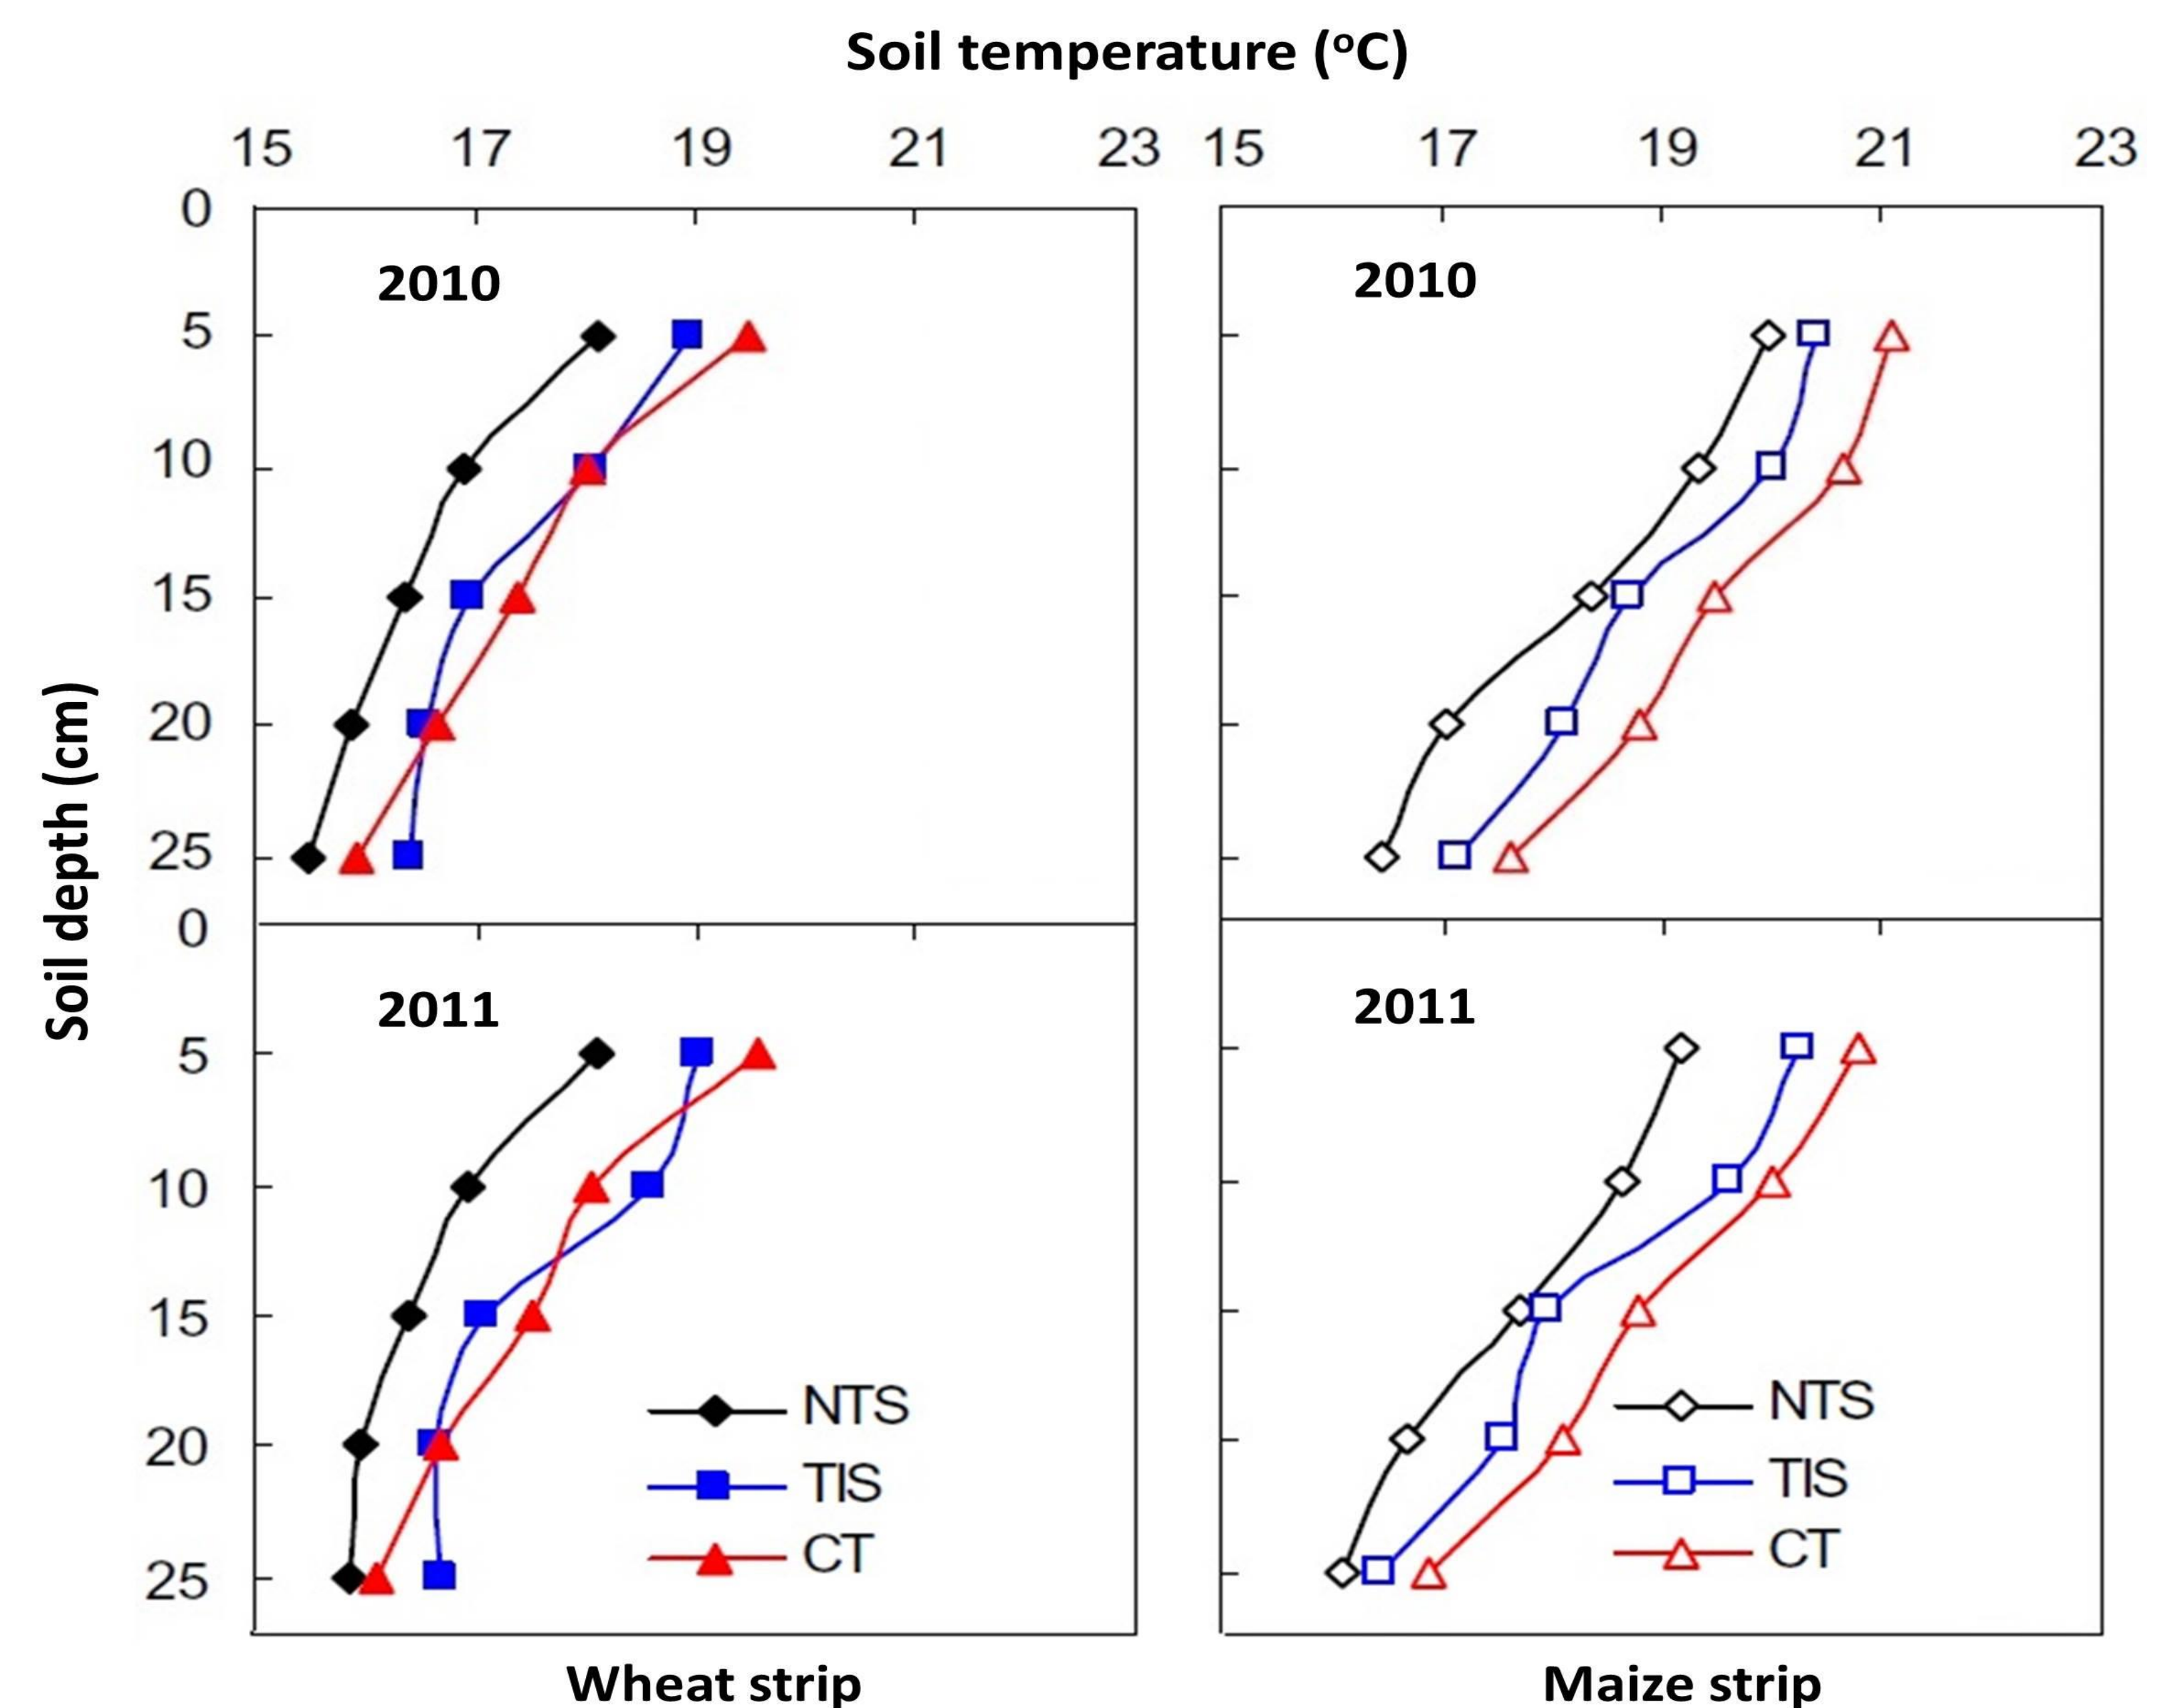 Soil temperature (°C)
15 17 19 21 23 15 17 19 21 23
0
2010 2010
5
10
15
20
25
Soil depth (cm)
0
2011 2011
5
10
15
NTS NTS
20
TIS TIS
CT CT
25
Wheat strip Maize strip